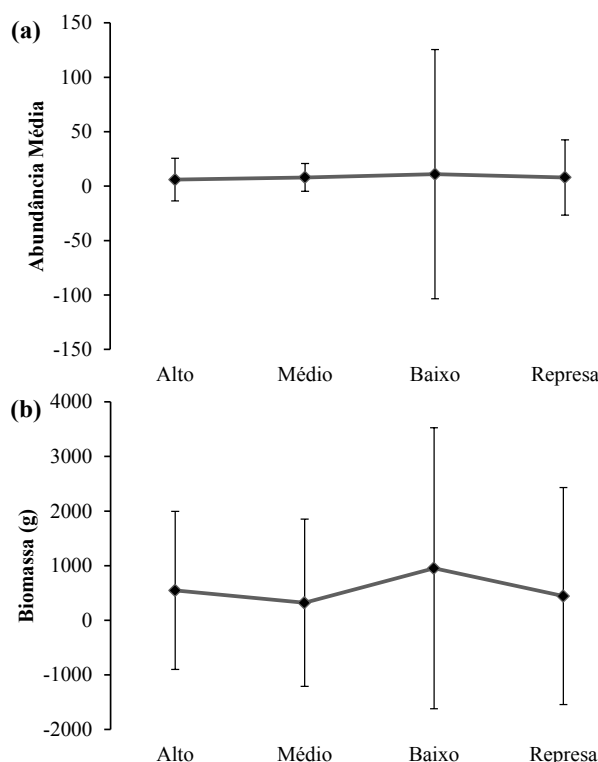 (a)
Abundância Média
150
100
50
0
-50
-100
-150
Alto Médio Baixo Represa
(b)
Biomassa (g)
4000
3000
2000
1000
0
-1000
-2000
Alto Médio Baixo Represa